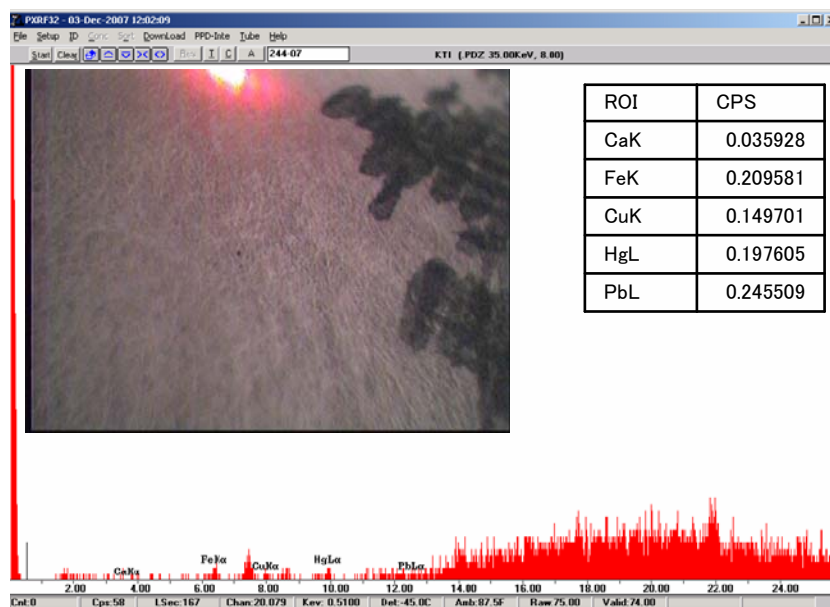 PXRF32 - 03-Dec-2007 12:02:09
File Setup ID Conc Sort DownLoad PPD-Inte Tube Help
Start Clear I C A 244-07 KTI (.PDZ 35.00KeV, 8.80)
ROI CPS
CaK 0.035928
FeK 0.209581
CuK 0.149701
HgL 0.197605
PbL 0.245509
CaKα FeKα CuKα HgLα PbLα
2.00 4.00 6.00 8.00 10.00 12.00 14.00 16.00 18.00 20.00 22.00 24.00
Cnt:0 Cps:58 LSec:167 Chan:20.079 Kev: 0.5100 Det:-45.0C Amb:87.5F Raw 75.00 Valid:74.00